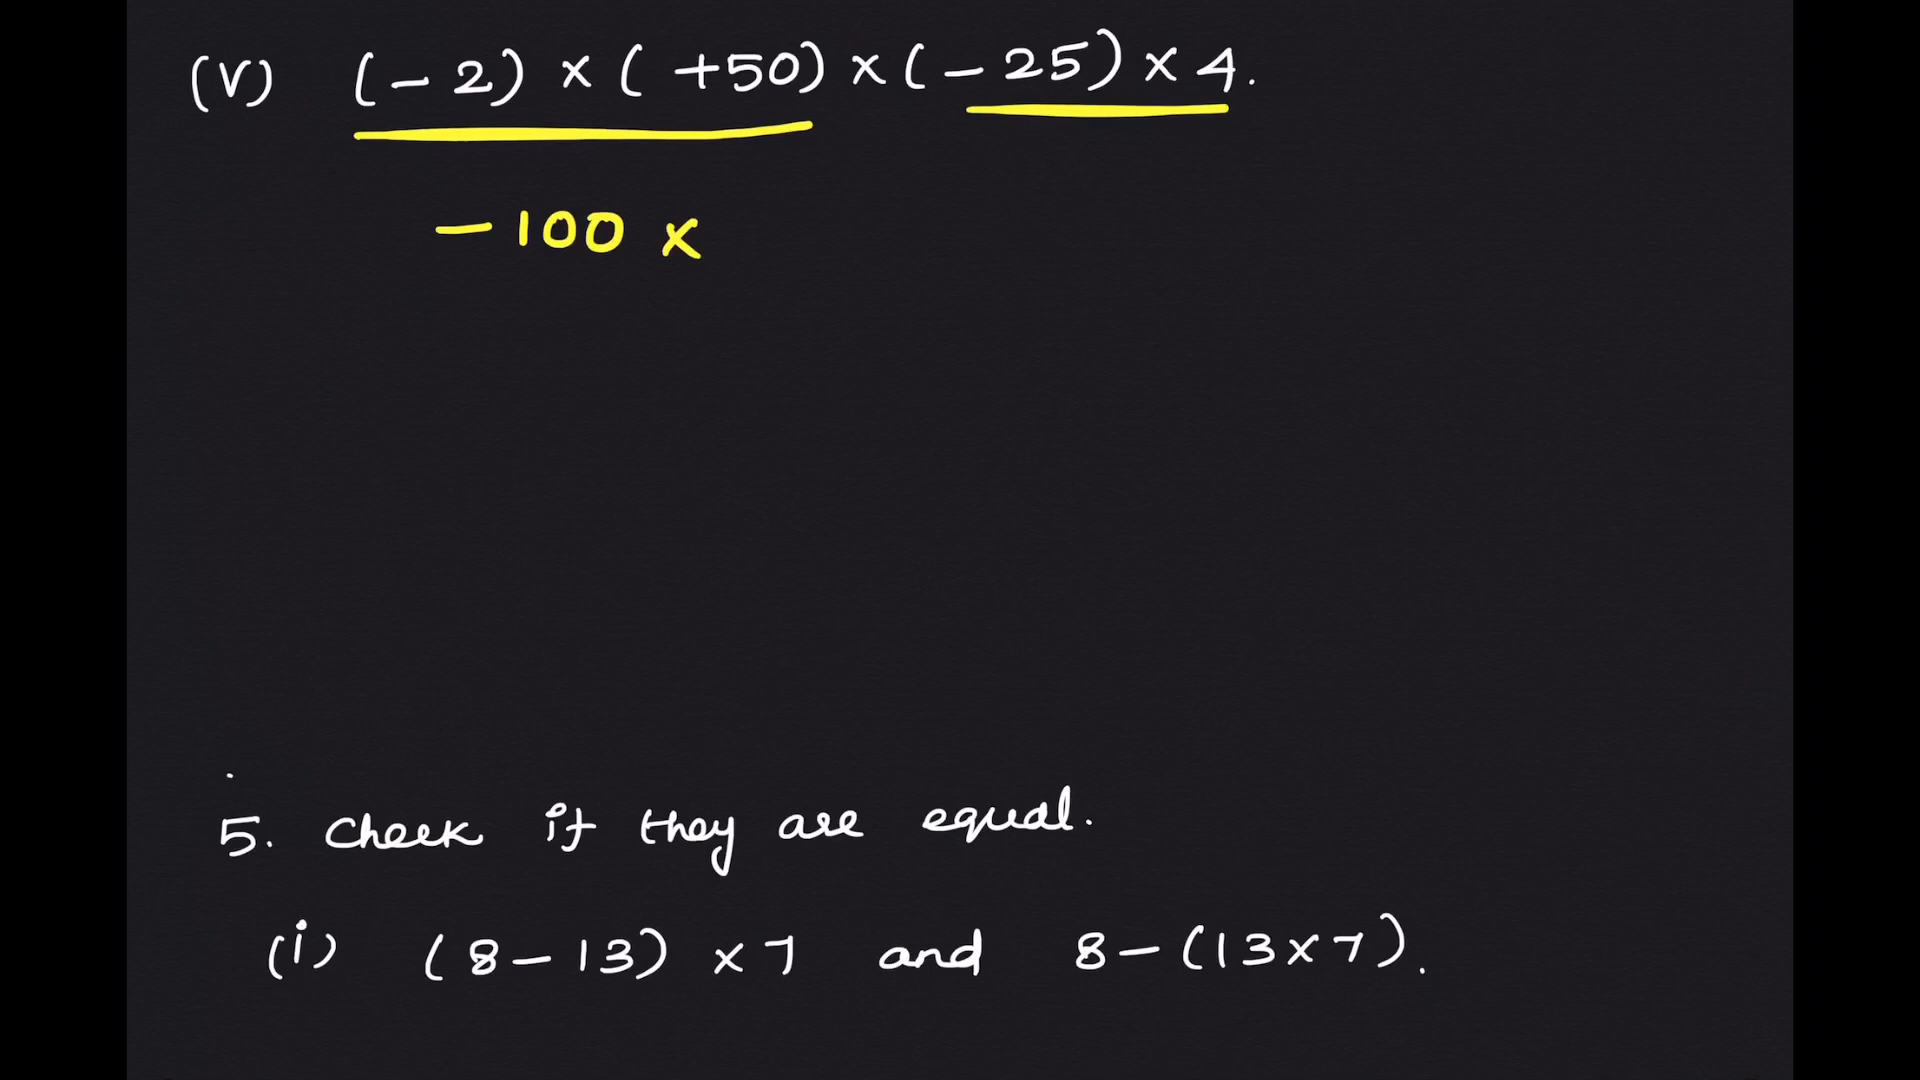 (V) (-2) × (+50) × (-25) × 4.
-100 ×
5. Check if they are equal.
(i) (8-13) × 7 and 8-(13×7).